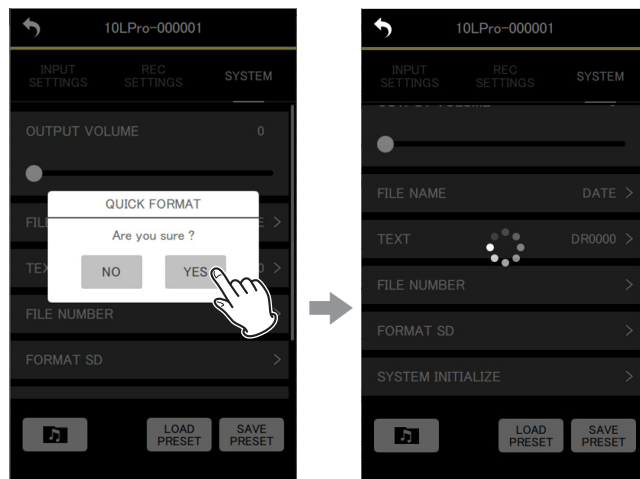 10LPro-000001
INPUT
SETTINGS
REC
SETTINGS
SYSTEM
OUTPUT VOLUME 0
QUICK FORMAT
Are you sure ?
NO YES
FILE NUMBER >
FORMAT SD >
LOAD
PRESET
SAVE
PRESET
10LPro-000001
INPUT
SETTINGS
REC
SETTINGS
SYSTEM
FILE NAME DATE >
TEXT DR0000 >
FILE NUMBER >
FORMAT SD >
SYSTEM INITIALIZE >
LOAD
PRESET
SAVE
PRESET